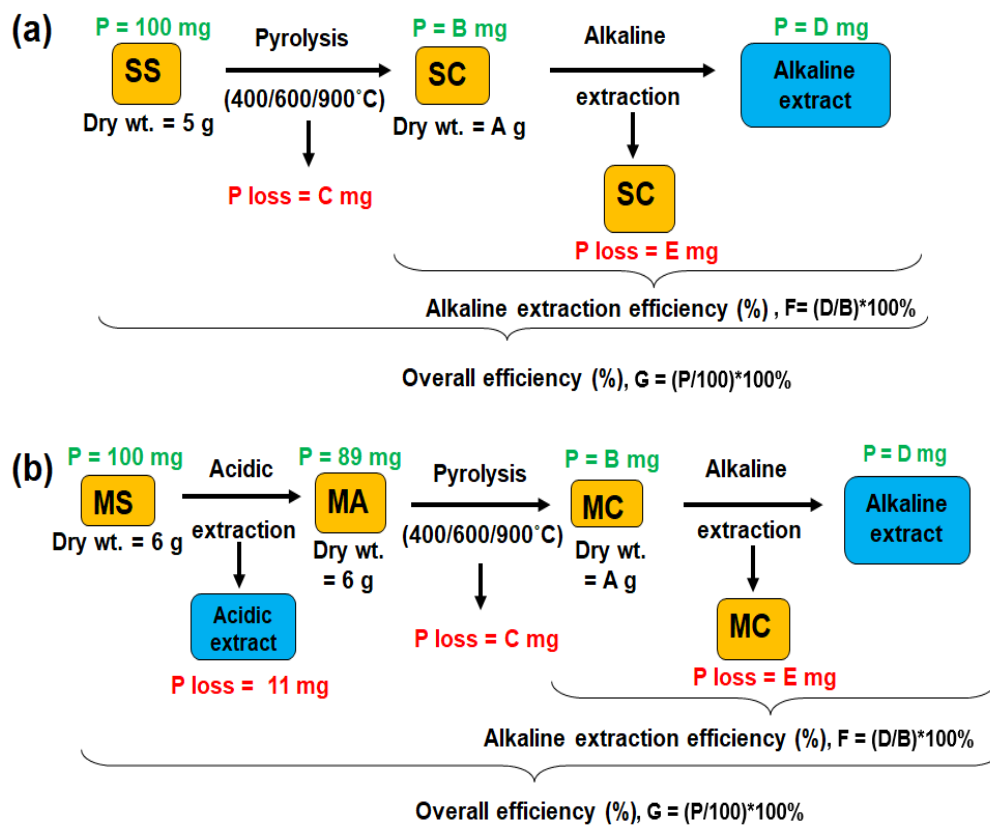 (a)
P = 100 mg
SS
Dry wt. = 5 g
Pyrolysis
(400/600/900°C)
P loss = C mg
P = B mg
SC
Dry wt. = A g
Alkaline
extraction
SC
P loss = E mg
P = D mg
Alkaline
extract
Alkaline extraction efficiency (%) , F= (D/B)*100%
Overall efficiency (%), G = (P/100)*100%
(b)
P = 100 mg
MS
Dry wt. = 6 g
Acidic
extraction
Acidic
extract
P loss =  11 mg
P = 89 mg
MA
Dry wt.
= 6 g
Pyrolysis
(400/600/900°C)
P loss = C mg
P = B mg
MC
Dry wt.
= A g
Alkaline
extraction
MC
P loss = E mg
P = D mg
Alkaline
extract
Alkaline extraction efficiency (%), F = (D/B)*100%
Overall efficiency (%), G = (P/100)*100%